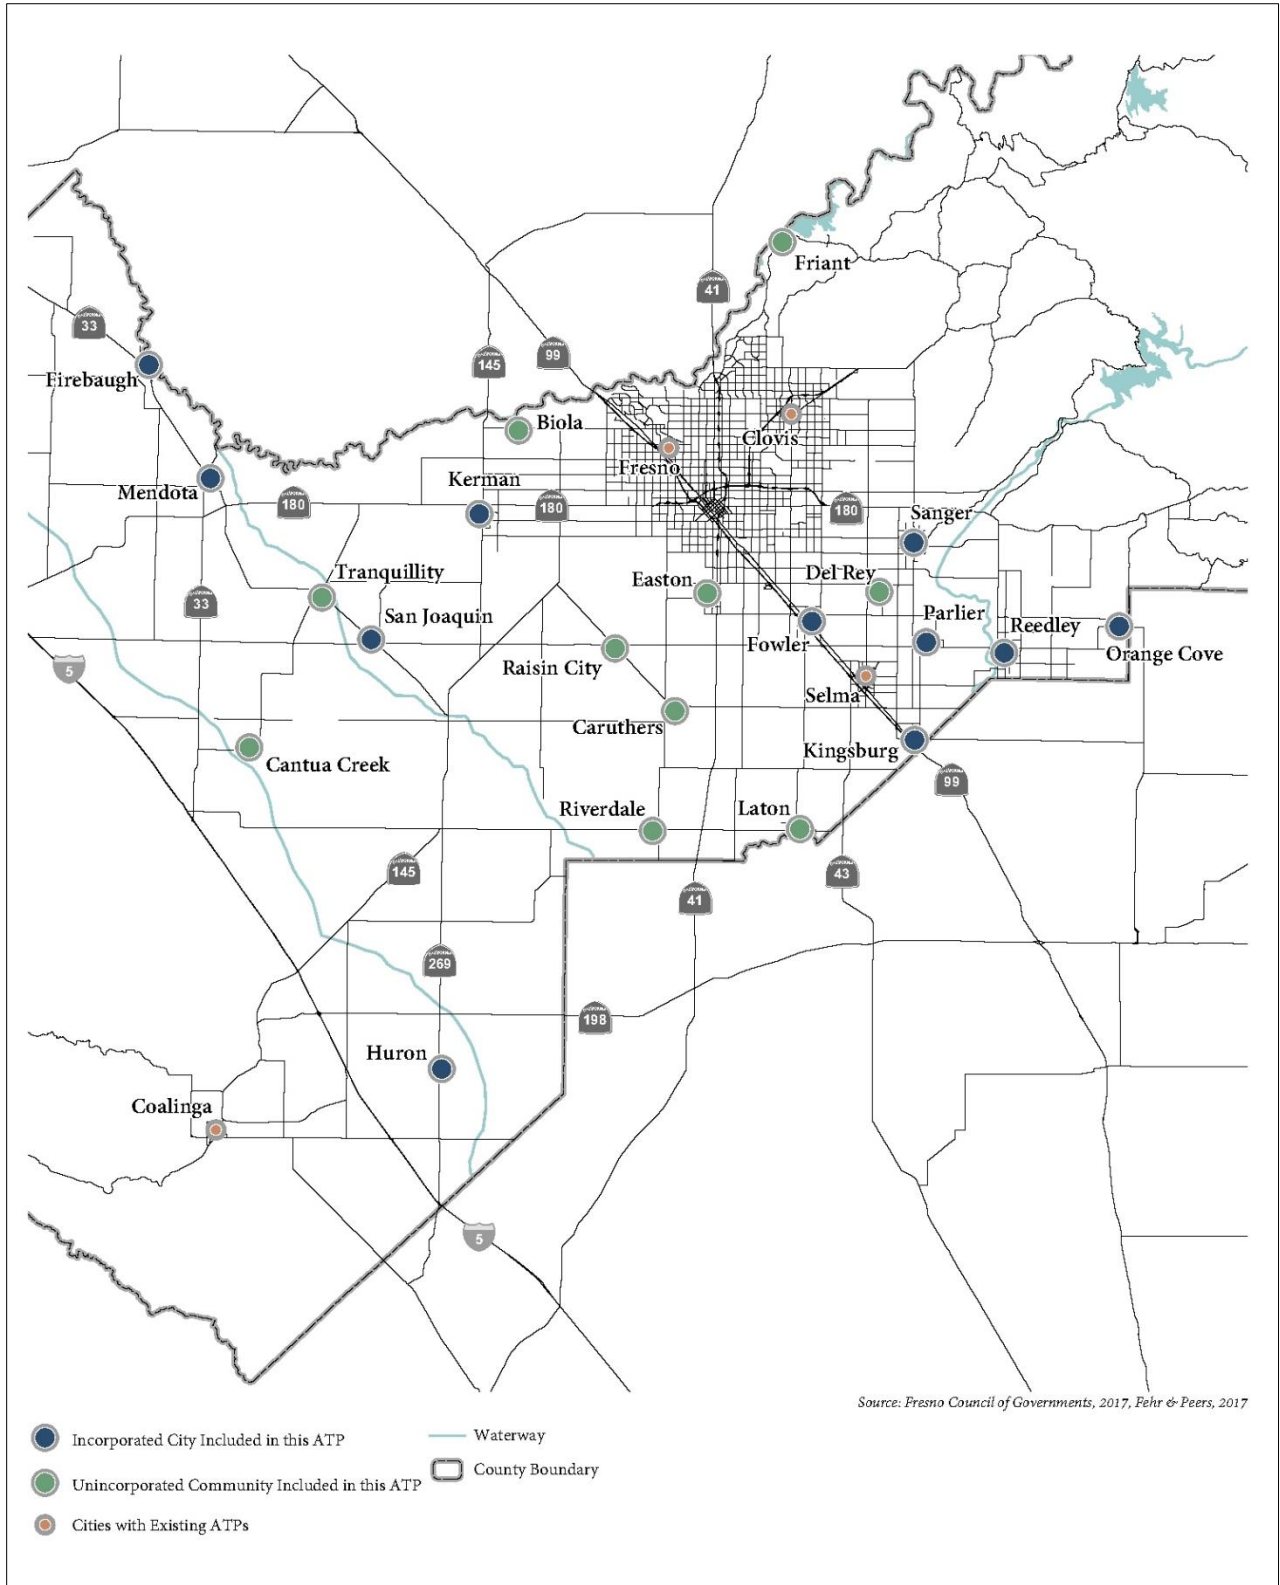 Friant
41
33
99
145
Firebaugh
Biola
Clovis
Fresno
Kerman
Mendota
180
180
180
Sanger
Tranquillity
Easton
Del Rey
33
San Joaquin
Parlier
Reedley
Fowler
Orange Cove
5
Raisin City
Selma
Caruthers
Kingsburg
Cantua Creek
99
Riverdale
Laton
145
43
41
269
198
Huron
Coalinga
5
Source: Fresno Council of Governments, 2017, Fehr & Peers, 2017
Incorporated City Included in this ATP
Waterway
County Boundary
Unincorporated Community Included in this ATP
Cities with Existing ATPs